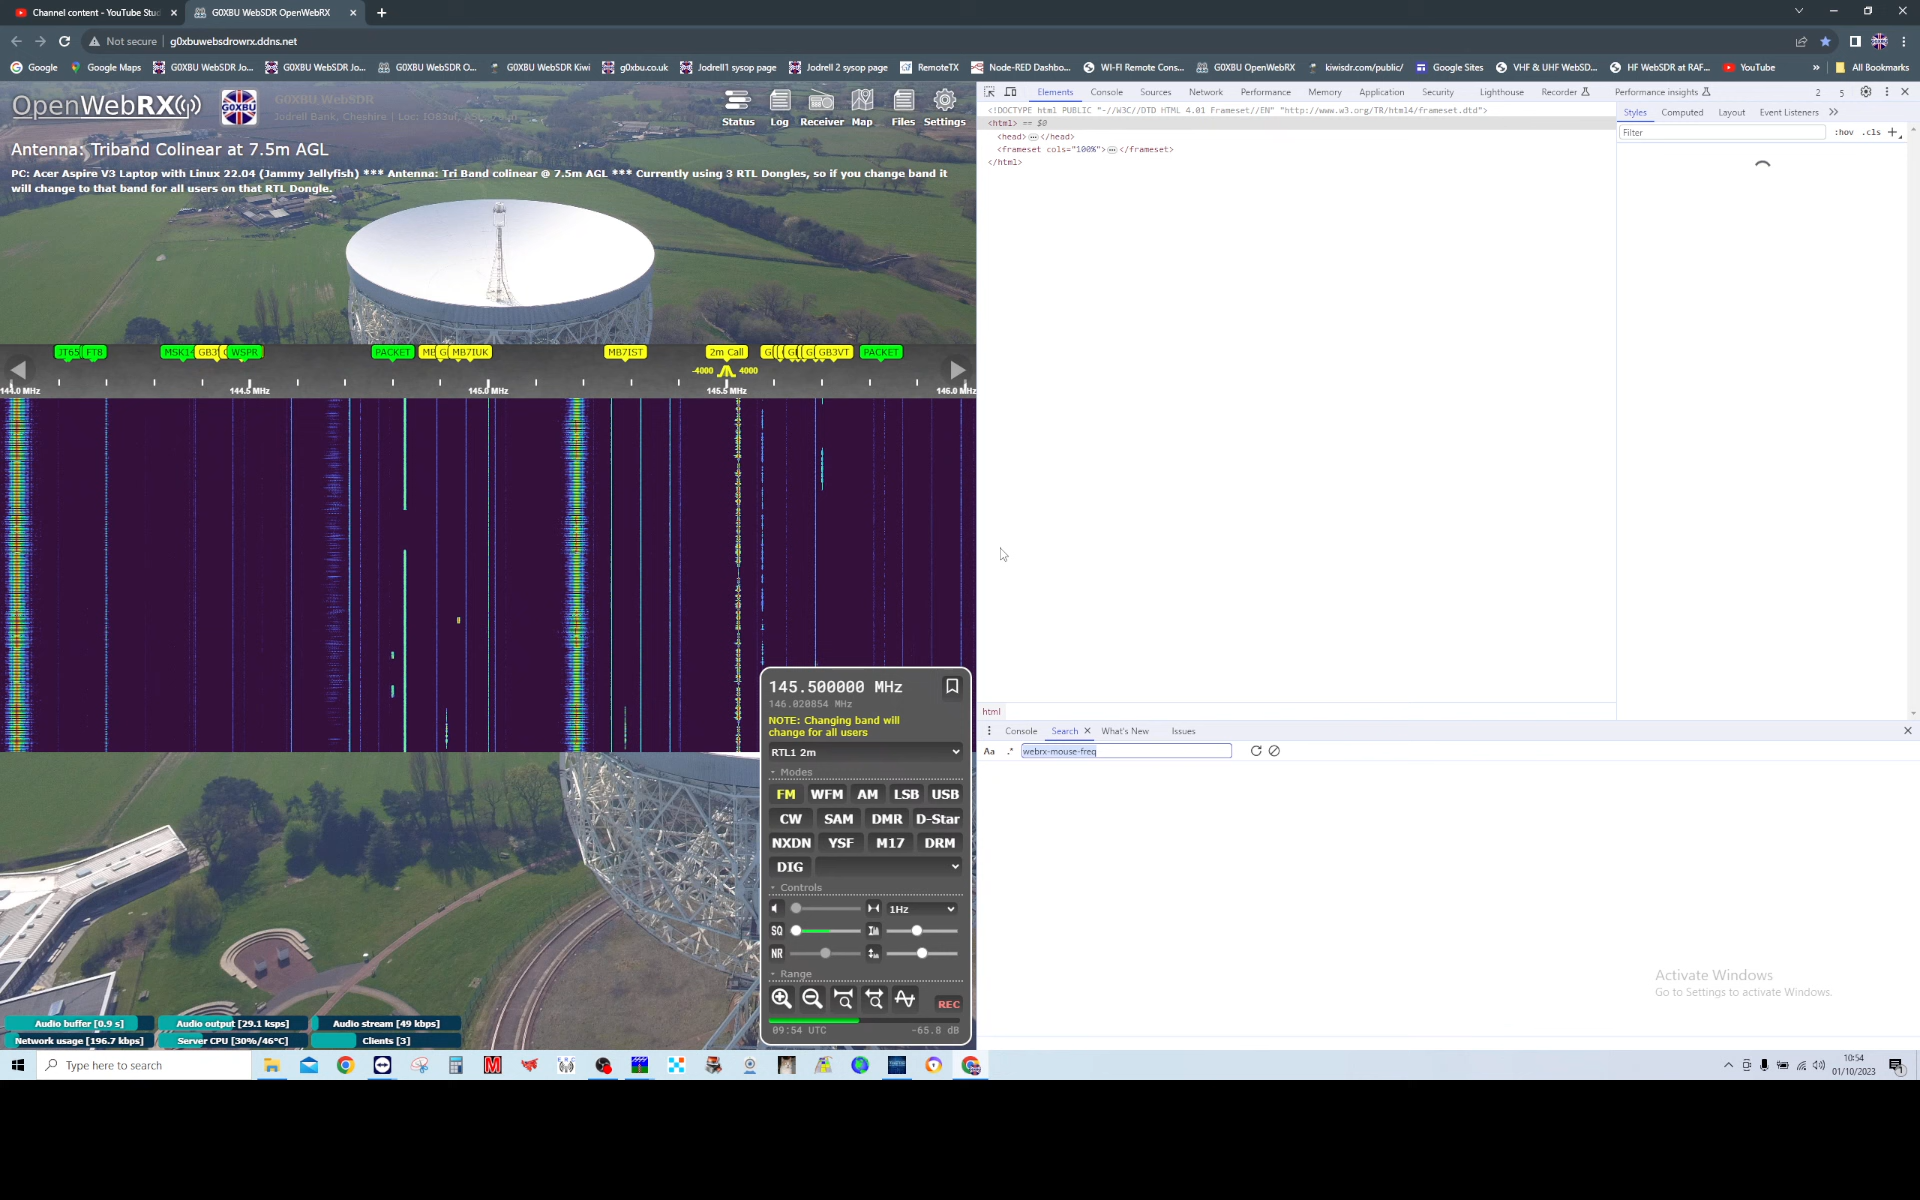 Channel content - YouTube Stu
G0XBU WebSDR OpenWebRX
Not secure
g0xbuwebsdrowrx.ddns.net
Google
Google Maps
G0XBU WebSDR Jo...
G0XBU WebSDR Jo...
G0XBU WebSDR O...
G0XBU WebSDR Kiwi
g0xbu.co.uk
Jodrell1 sysop page
Jodrell 2 sysop page
RemoteTX
Node-RED Dashbo...
WI-FI Remote Cons...
G0XBU OpenWebRX
kiwisdr.com/public/
Google Sites
VHF & UHF WebSD...
HF WebSDR at RAF...
YouTube
»
All Bookmarks
OpenWebRX
G0XBU
G0XBU WebSDR
Jodrell Bank, Cheshire | Loc: IO83ul,
Status
Log
Receiver
Map
Files
Settings
Antenna: Triband Colinear at 7.5m AGL
PC: Acer Aspire V3 Laptop with Linux 22.04 (Jammy Jellyfish) *** Antenna: Tri Band colinear @ 7.5m AGL *** Currently using 3 RTL Dongles, so if you change band it
will change to that band for all users on that RTL Dongle.
JT65 FT8 MSK14 GB3 WSPR PACKET MB G MB7IUK MB7IST 2m Call G G G GB3VT PACKET
-4000 4000
144.0 MHz 144.5 MHz 145.0 MHz 145.5 MHz 146.0 MHz
145.500000 MHz
146.020854 MHz
NOTE: Changing band will
change for all users
RTL1 2m
Modes
FM WFM AM LSB USB
CW SAM DMR D-Star
NXDN YSF M17 DRM
DIG
Controls
1Hz
SQ
NR
Range
REC
09:54 UTC -65.8 dB
Audio buffer [0.9 s] Audio output [29.1 ksps] Audio stream [49 kbps]
Network usage [196.7 kbps] Server CPU [30%/46°C] Clients [3]
Elements Console Sources Network Performance Memory Application Security Lighthouse Recorder Performance insights 2 5
<!DOCTYPE html PUBLIC "-//W3C//DTD HTML 4.01 Frameset//EN" "http://www.w3.org/TR/html4/frameset.dtd">
<html> == $0
<head> … </head>
<frameset cols="100%"> … </frameset>
</html>
Styles Computed Layout Event Listeners »
Filter :hov .cls +
html
Console Search What's New Issues
Aa .* webrx-mouse-freq
Activate Windows
Go to Settings to activate Windows.
Type here to search
10:54
01/10/2023